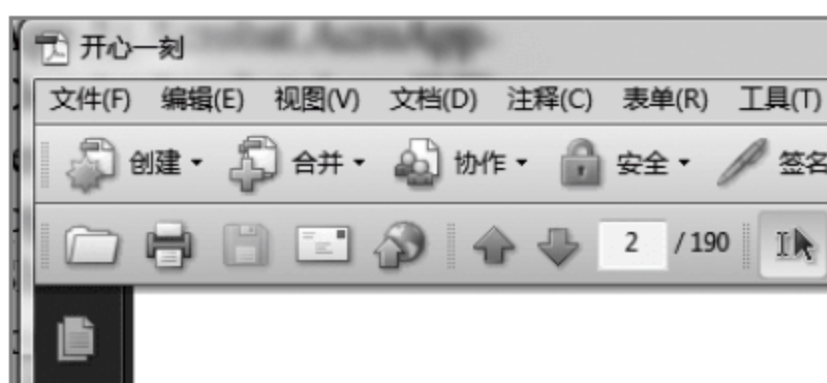 开心一刻
文件(F) 编辑(E) 视图(V) 文档(D) 注释(C) 表单(R) 工具(T)
创建 合并 协作 安全 签名
2 / 190